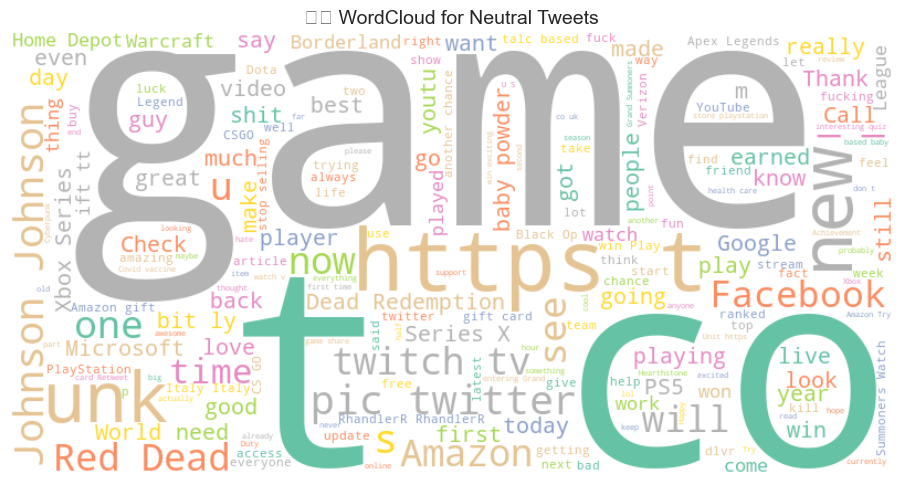 WordCloud for Neutral Tweets
game
t co
https t
new
Johnson Johnson
unk
Facebook
Red Dead
Amazon
twitch tv
pic twitter
will
time
one
now
see
u
s
Home Depot
Warcraft
say
Borderland
right
want
talc based
fuck
made
way
Apex Legends
really
let
review
League
even
day
thing
buy
luck
Legend
guy
video
shit
CSGO
Dota
two
best
well
far
please
show
youtu
another chance
u s
co uk
season
take
people
Grand Summoners
Verizon
m
YouTube
store playstation
Thank
fucking
Call
interesting quiz
based baby
feel
find
earned
friend
know
don t
still
ift tt
great
much
make
stop selling
trying
always
life
go
played
baby powder
win exciting
second
got
lot
point
health care
another
fun
Xbox Series
Cyberpunk
looking
Check
amazing
Covid vaccine
maybe
hate
player
use
article
Black Op
win Play
watch
think
start
chance
Google
play
stream
fact
Achievement
probably
week
Xbox
Amazon Try
old
Amazon gift
item
watch v
thought
everything
first time
back
support
Dead Redemption
going
cool
anyone
ranked
top
Unit https
bit ly
awesome
twitter
gift card
Series X
team
part
Microsoft
love
CS GO
said
half
game share
hour
something
latest
entering Grand
PlayStation
card Retweet
big
p
Italy Italy
actually
free
give
help
Hearthstone
lol
playing
PS5
won
excited
live
look
year
kill
hope
read
win
Summoners Watch
World
need
good
RhandlerR RhandlerR
never
work
keep
happy
already
Duty
access
everyone
update
online
first
today
getting
next
bad
dlvr
come
Try
currently